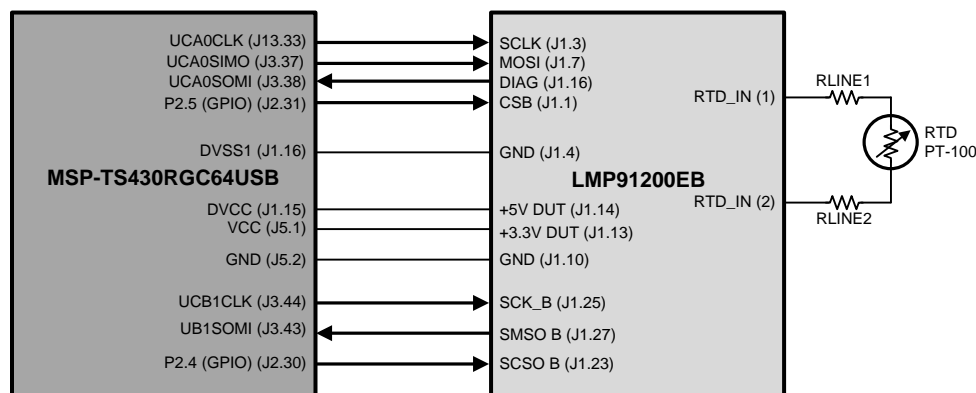 UCA0CLK (J13.33)
UCA0SIMO (J3.37)
UCA0SOMI (J3.38)
P2.5 (GPIO) (J2.31)
DVSS1 (J1.16)
MSP-TS430RGC64USB
DVCC (J1.15)
VCC (J5.1)
GND (J5.2)
UCB1CLK (J3.44)
UB1SOMI (J3.43)
P2.4 (GPIO) (J2.30)
SCLK (J1.3)
MOSI (J1.7)
DIAG (J1.16)
CSB (J1.1)
GND (J1.4)
LMP91200EB
+5V DUT (J1.14)
+3.3V DUT (J1.13)
GND (J1.10)
SCK_B (J1.25)
SMSO B (J1.27)
SCSO B (J1.23)
RTD_IN (1)
RTD_IN (2)
RLINE1
RTD
PT-100
RLINE2